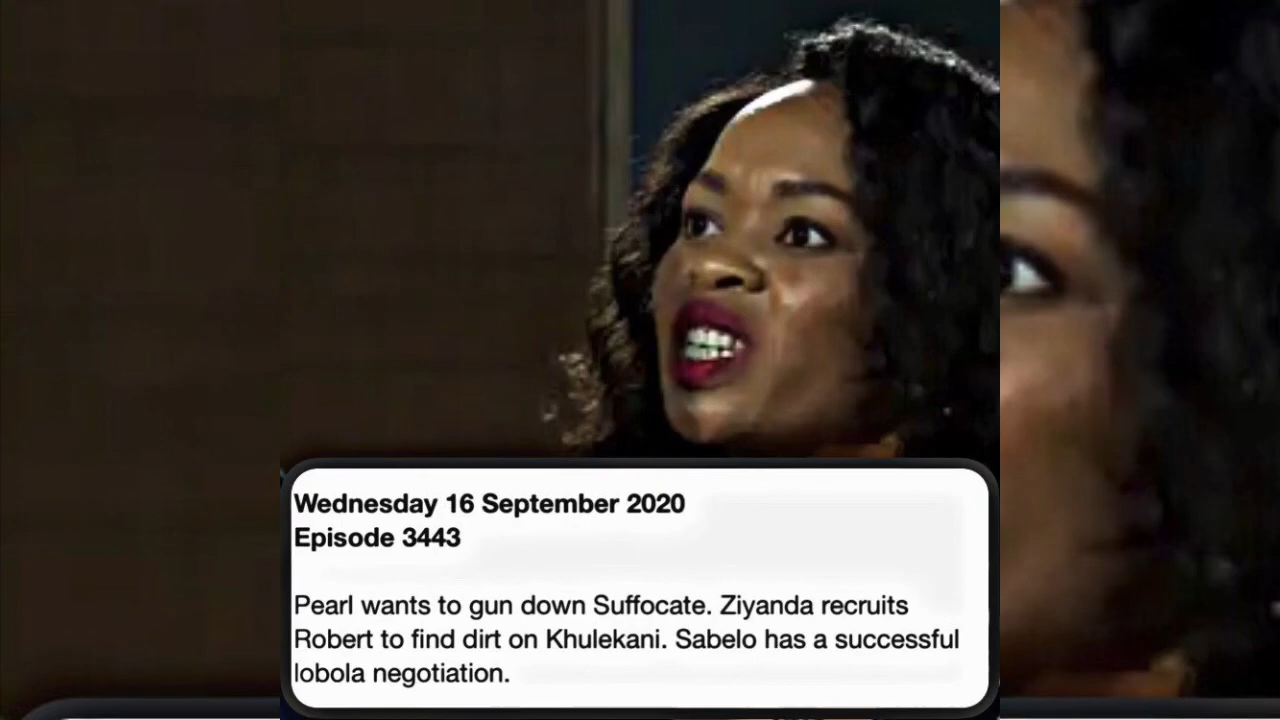 Wednesday 16 September 2020
Episode 3443
Pearl wants to gun down Suffocate. Ziyanda recruits
Robert to find dirt on Khulekani. Sabelo has a successful
lobola negotiation.